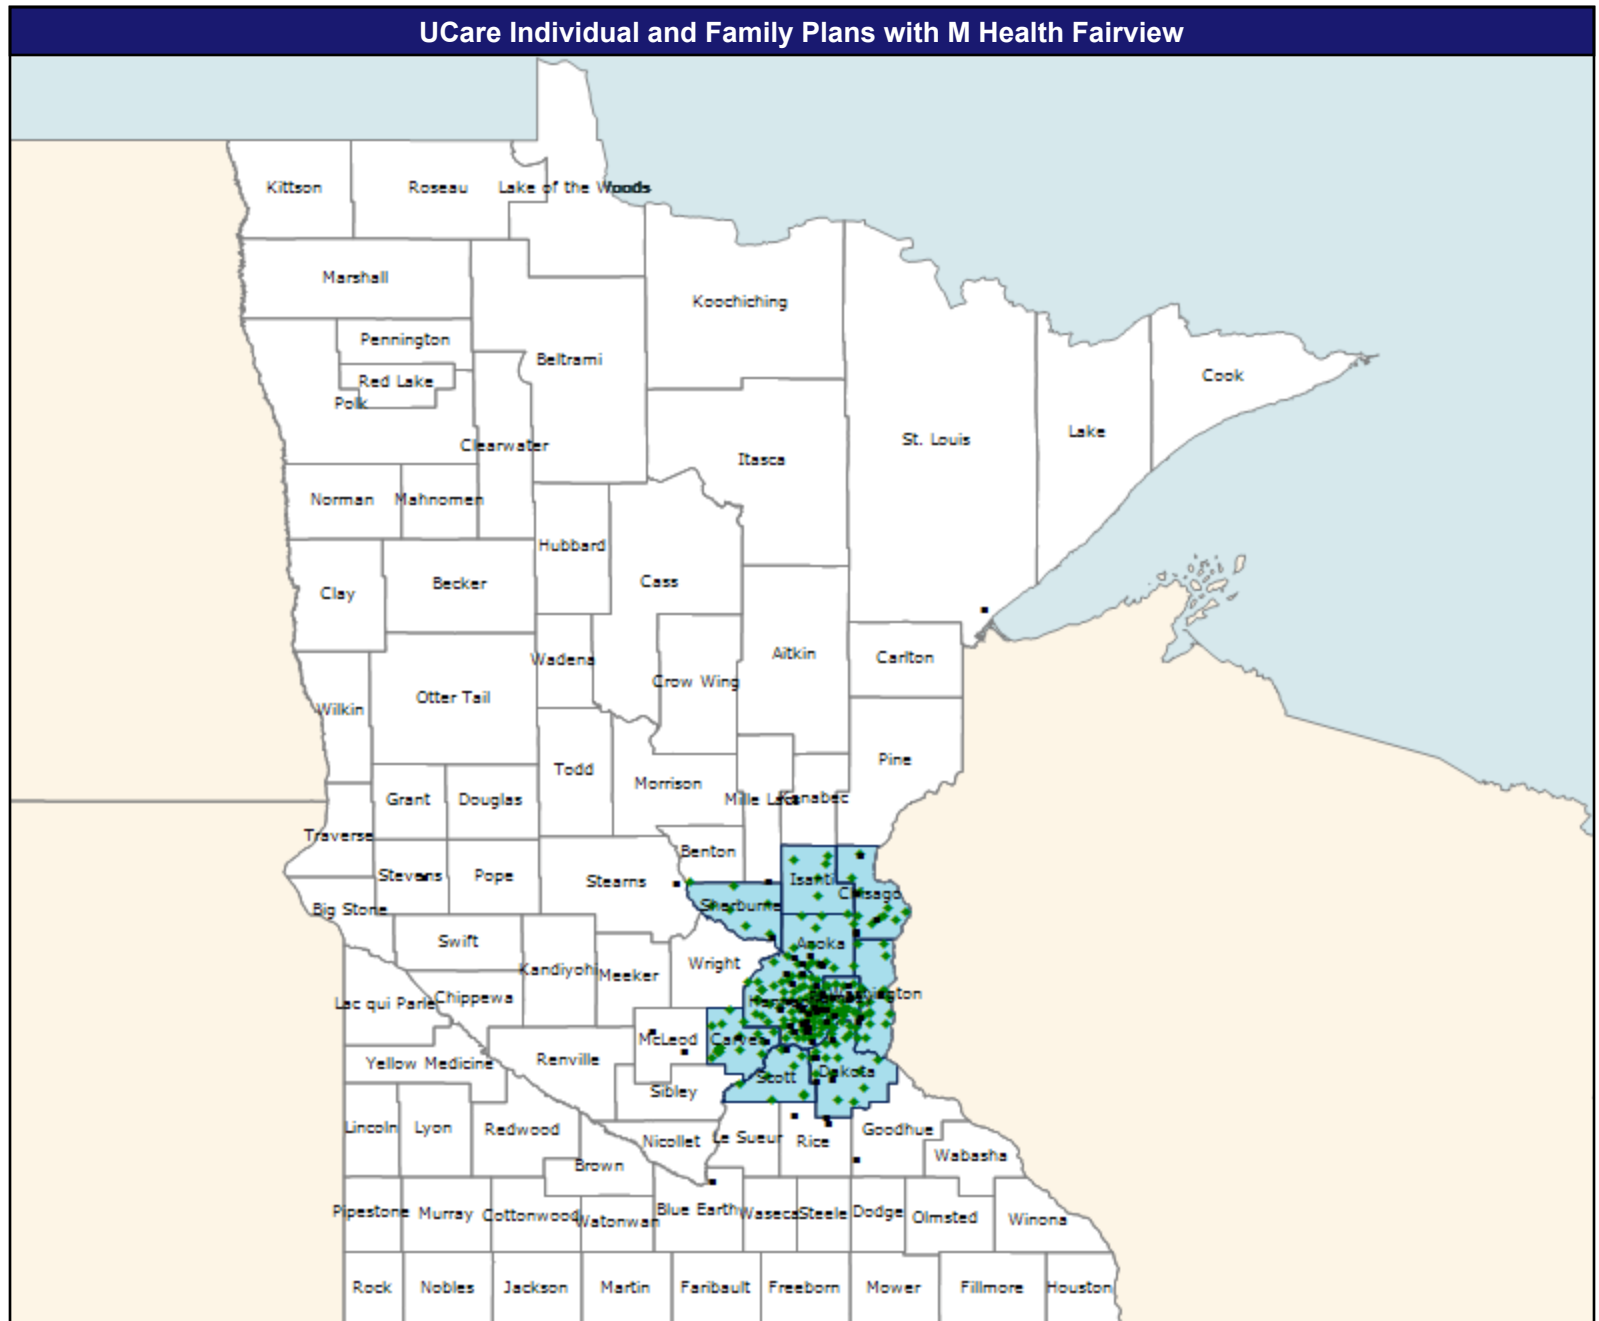 UCare Individual and Family Plans with M Health Fairview
Kittson
Roseau
Lake of the Woods
Marshall
Koochiching
Pennington
Beltrami
Red Lake
Cook
Polk
Lake
Clearwater
St. Louis
Itasca
Norman
Mahnomen
Hubbard
Cass
Becker
Clay
Aitkin
Carlton
Wadena
Crow Wing
Otter Tail
Wilkin
Pine
Todd
Morrison
Grant
Douglas
Mille Lacs
Kanabec
Traverse
Benton
Stevens
Pope
Stearns
Isanti
Chisago
Big Stone
Sherburne
Swift
Anoka
Wright
Kandiyohi
Meeker
Washington
Lac qui Parle
Chippewa
McLeod
Carver
Renville
Yellow Medicine
Dakota
Scott
Sibley
Lincoln
Lyon
Redwood
Goodhue
Nicollet
Le Sueur
Rice
Wabasha
Brown
Pipestone
Murray
Cottonwood
Watonwan
Blue Earth
Waseca
Steele
Dodge
Olmsted
Winona
Rock
Nobles
Jackson
Martin
Faribault
Freeborn
Mower
Fillmore
Houston